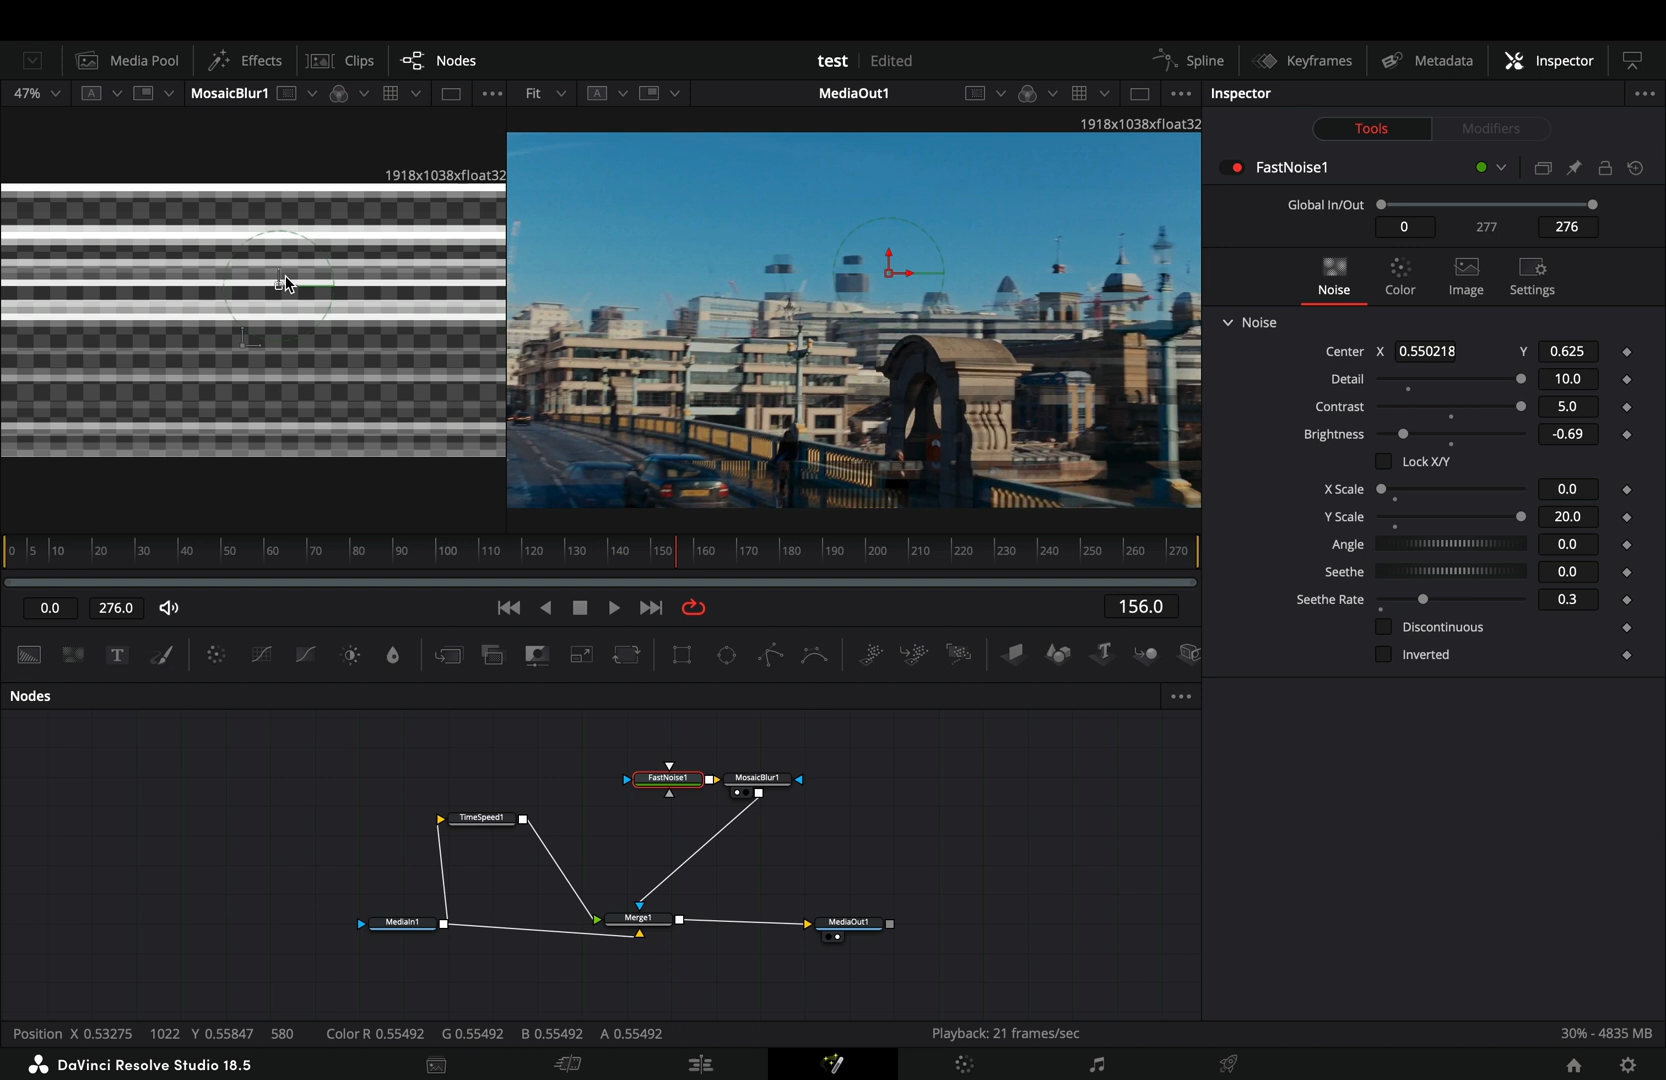 Media Pool Effects Clips Nodes test Edited Spline Keyframes Metadata Inspector
47% A MosaicBlur1 Fit A MediaOut1 Inspector
1918x1038xfloat32
1918x1038xfloat32
Tools Modifiers
FastNoise1
Global In/Out
0 277 276
Noise Color Image Settings
Noise
Center X 0.550218 Y 0.625
Detail 10.0
Contrast 5.0
Brightness -0.69
Lock X/Y
X Scale 0.0
Y Scale 20.0
Angle 0.0
Seethe 0.0
Seethe Rate 0.3
Discontinuous
Inverted
0 5 10 20 30 40 50 60 70 80 90 100 110 120 130 140 150 160 170 180 190 200 210 220 230 240 250 260 270
0.0 276.0 156.0
T T
Nodes
FastNoise1 MosaicBlur1
TimeSpeed1
MediaIn1 Merge1 MediaOut1
Position X 0.53275 1022 Y 0.55847 580 Color R 0.55492 G 0.55492 B 0.55492 A 0.55492 Playback: 21 frames/sec 30% - 4835 MB
DaVinci Resolve Studio 18.5